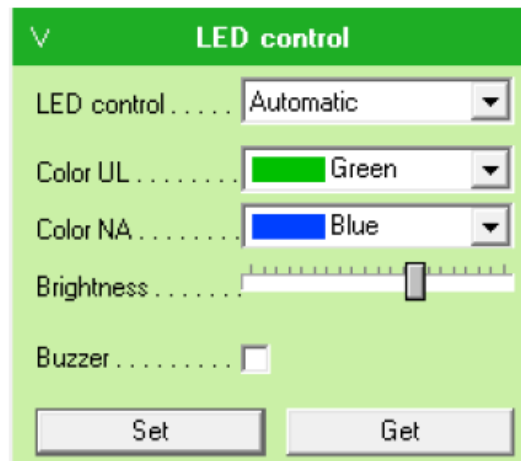 V LED control
LED control . . . . . Automatic
Color UL . . . . . . . . Green
Color NA . . . . . . . . Blue
Brightness . . . . . . .
Buzzer . . . . . . . . .
Set Get